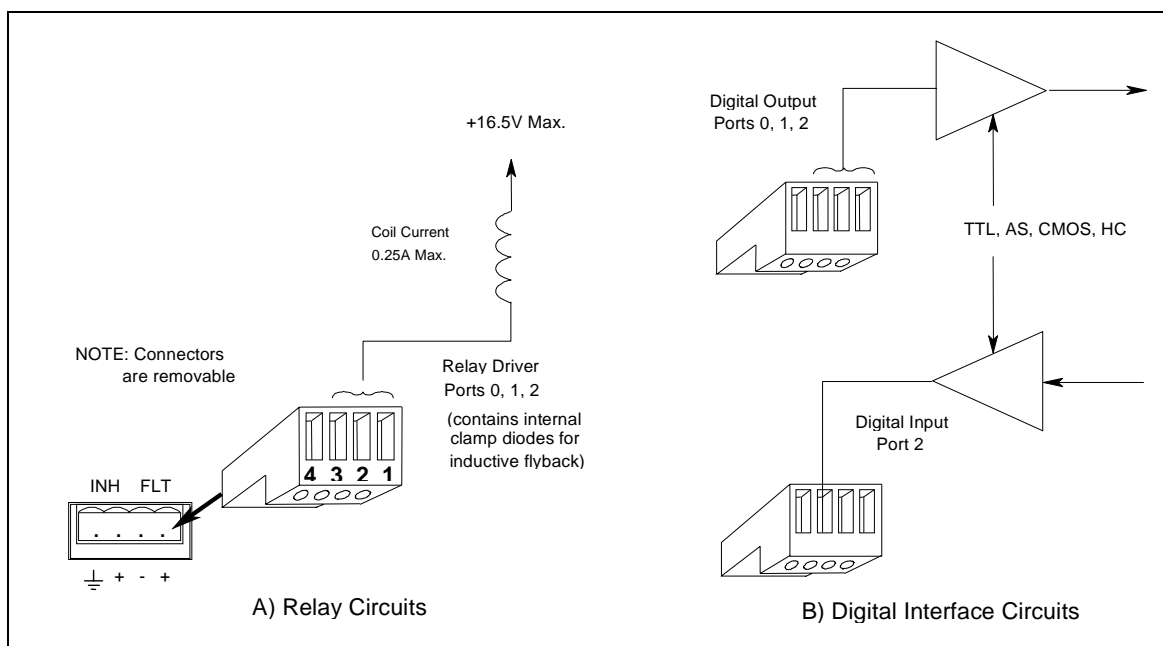 +16.5V Max.
Coil Current
0.25A Max.
NOTE: Connectors
are removable
Relay Driver
Ports 0, 1, 2
(contains internal
clamp diodes for
inductive flyback)
4 3 2 1
INH FLT
. . . .
+ - +
A) Relay Circuits
Digital Output
Ports 0, 1, 2
TTL, AS, CMOS, HC
Digital Input
Port 2
B) Digital Interface Circuits